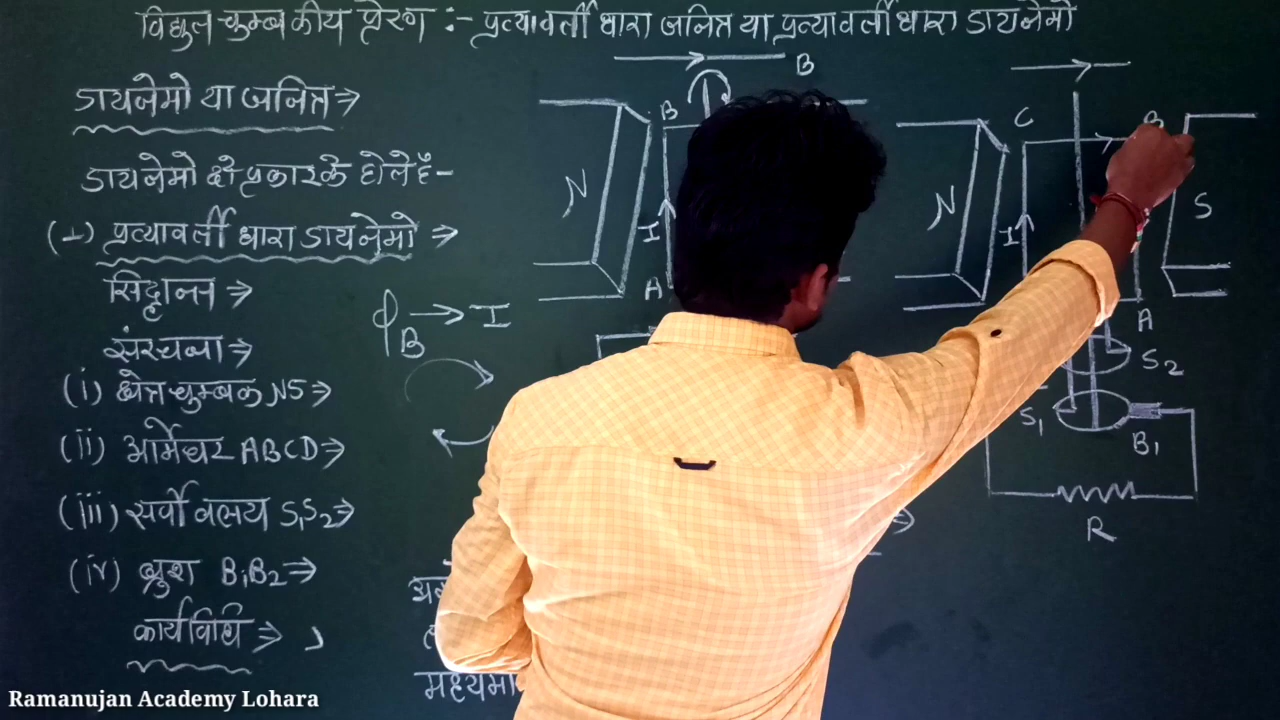 विद्युत चुम्बकीय प्रेरण :- प्रत्यावर्ती धारा जनित्र या प्रत्यावर्ती धारा डायनेमो
डायनेमो या जनित्र ⇒
डायनेमो दो प्रकार के होते हैं -
(1) प्रत्यावर्ती धारा डायनेमो ⇒
सिद्धान्त ⇒
ϕB → I
संरचना ⇒
(i) क्षेत्र चुम्बक NS ⇒
(ii) आर्मेचर ABCD ⇒
(iii) सर्पी वलय S₁S₂ ⇒
(iv) ब्रुश B₁B₂ ⇒
कार्यविधि ⇒
B
N
B
I
A
N
C
B
I
S
A
S₂
S₁
B₁
R
Ramanujan Academy Lohara